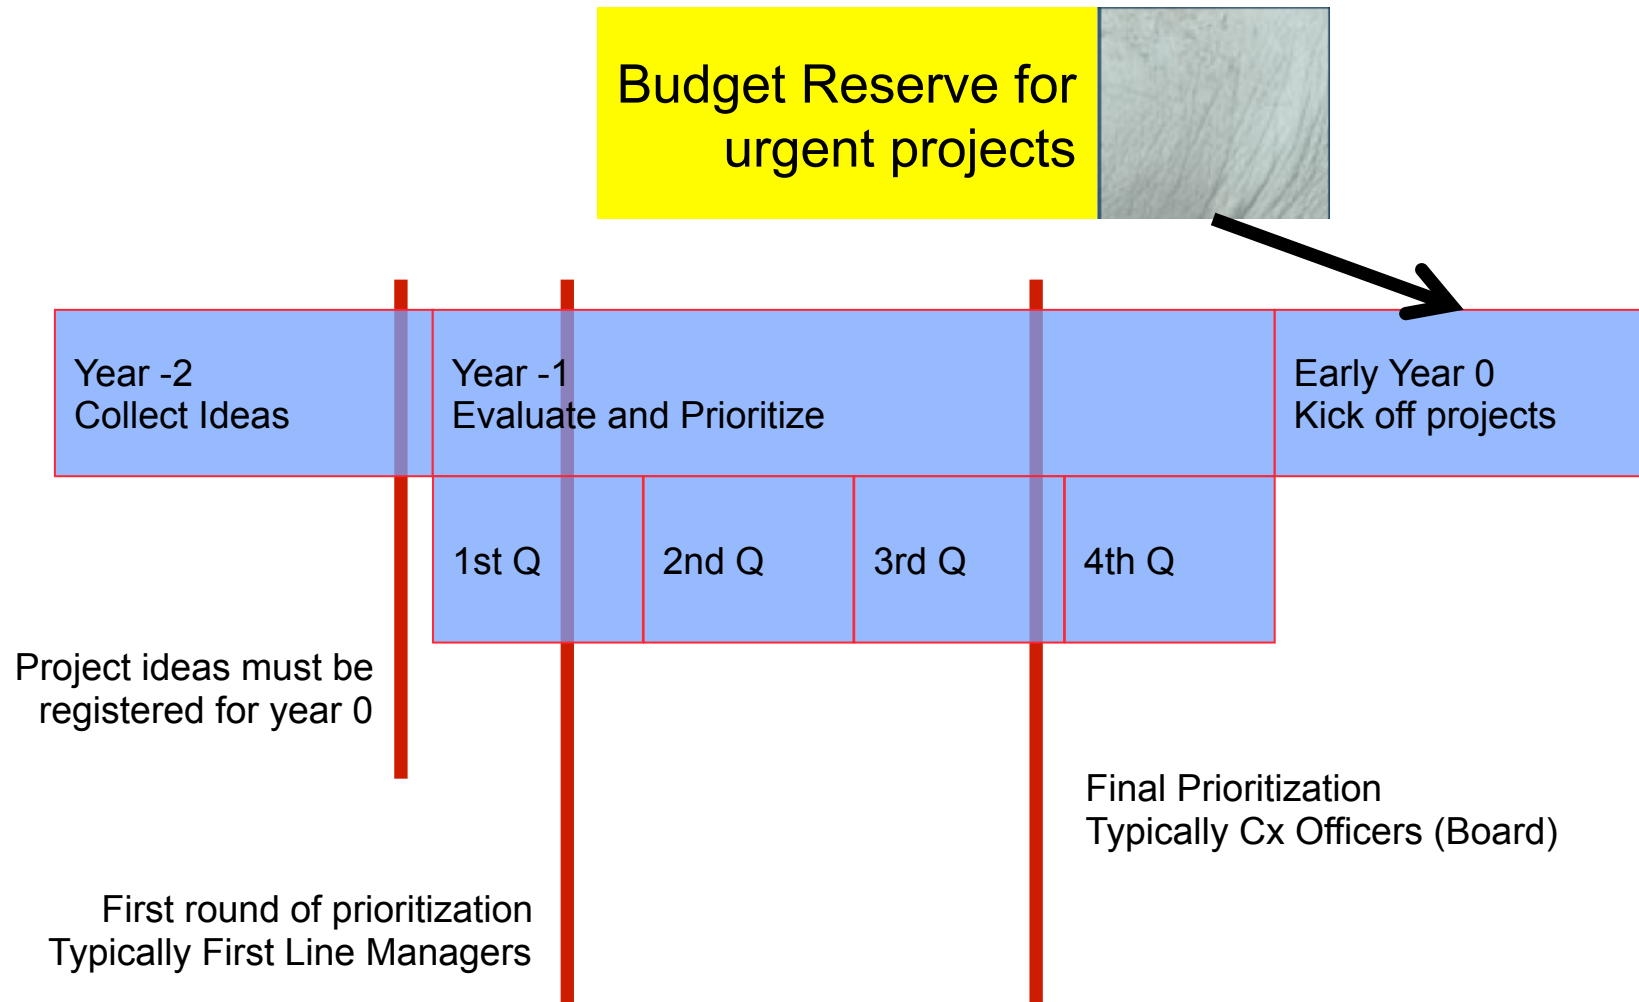 Budget Reserve for
urgent projects
Year -2
Collect Ideas
Year -1
Evaluate and Prioritize
Early Year 0
Kick off projects
1st Q
2nd Q
3rd Q
4th Q
Project ideas must be
registered for year 0
Final Prioritization
Typically Cx Officers (Board)
First round of prioritization
Typically First Line Managers